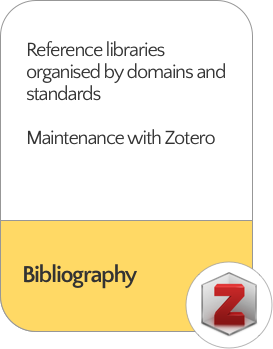 Reference libraries
organised by domains and
standards
Maintenance with Zotero
Bibliography
Z